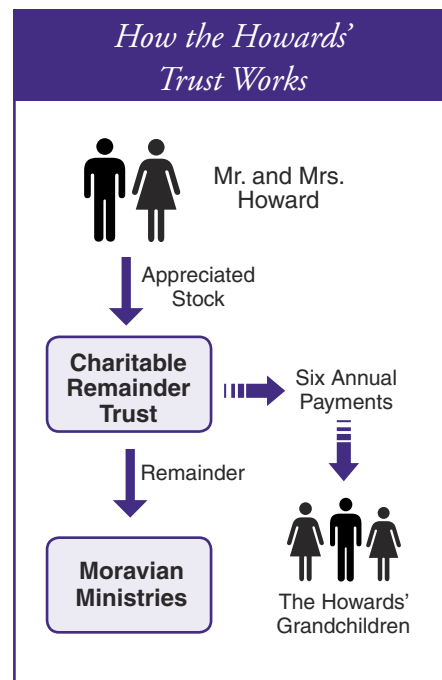 How the Howards'
Trust Works
Mr. and Mrs.
Howard
Appreciated
Stock
Charitable
Remainder
Trust
Six Annual
Payments
Remainder
Moravian
Ministries
The Howards'
Grandchildren